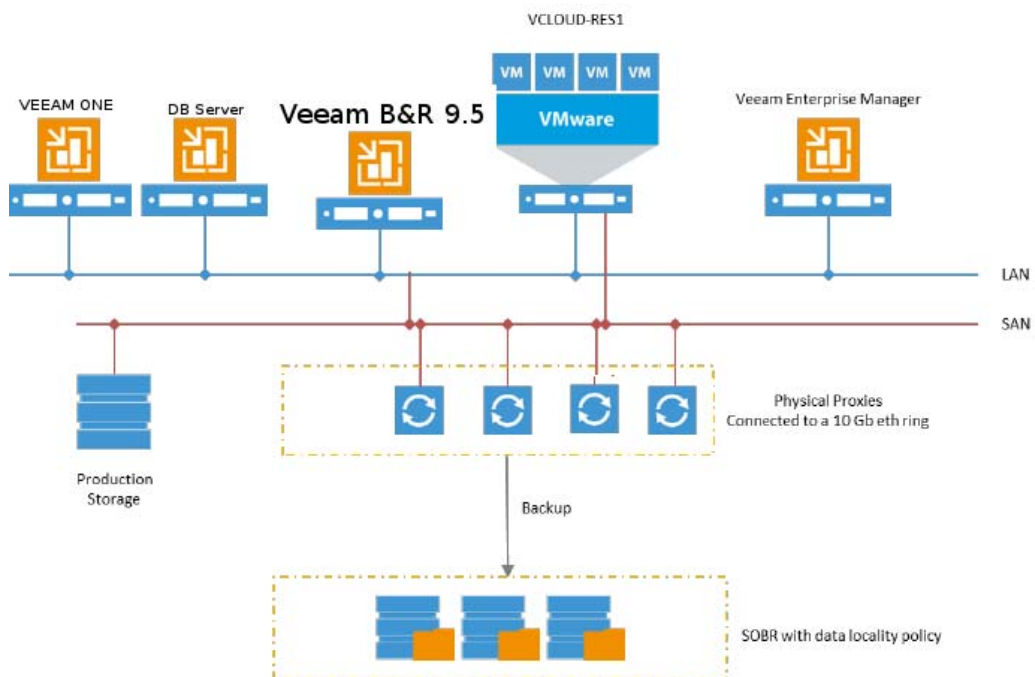 VCLOUD-RES1
VM VM VM VM
VEEAM ONE
DB Server
Veeam B&R 9.5
VMware
Veeam Enterprise Manager
LAN
SAN
Physical Proxies
Connected to a 10 Gb eth ring
Production
Storage
Backup
SOBR with data locality policy